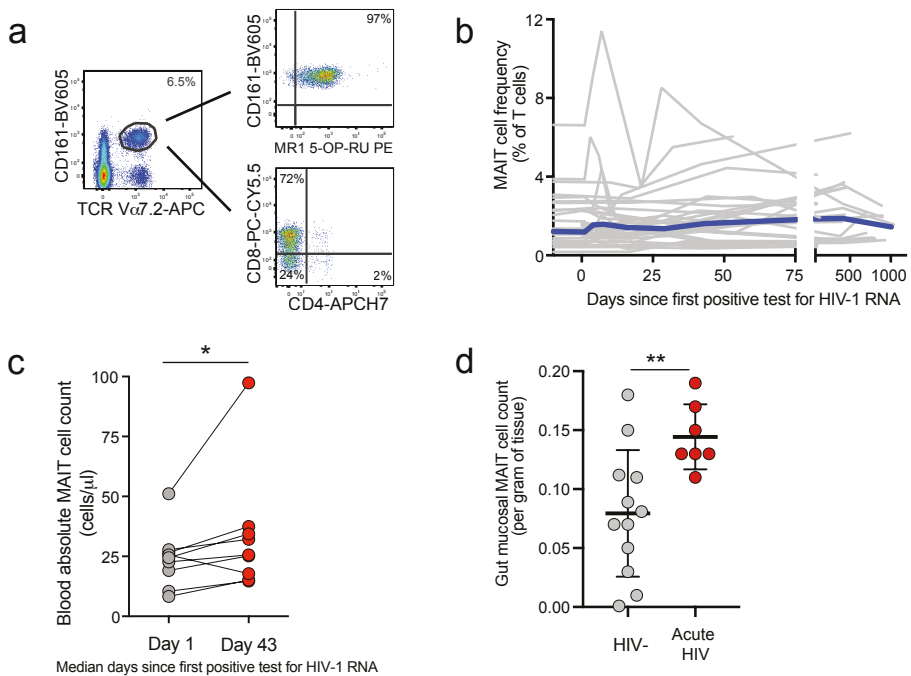 a
6.5%
CD161-BV605
TCR Vα7.2-APC
97%
CD161-BV605
MR1 5-OP-RU PE
72%
24%
2%
CD8-PC-CY5.5
CD4-APCH7
b
MAIT cell frequency
(% of T cells)
12
8
4
0
0 25 50 75 500 1000
Days since first positive test for HIV-1 RNA
c
*
Blood absolute MAIT cell count
(cells/μl)
100
75
50
25
0
Day 1 Day 43
Median days since first positive test for HIV-1 RNA
d
**
Gut mucosal MAIT cell count
(per gram of tissue)
0.20
0.15
0.10
0.05
0.00
HIV- Acute
HIV